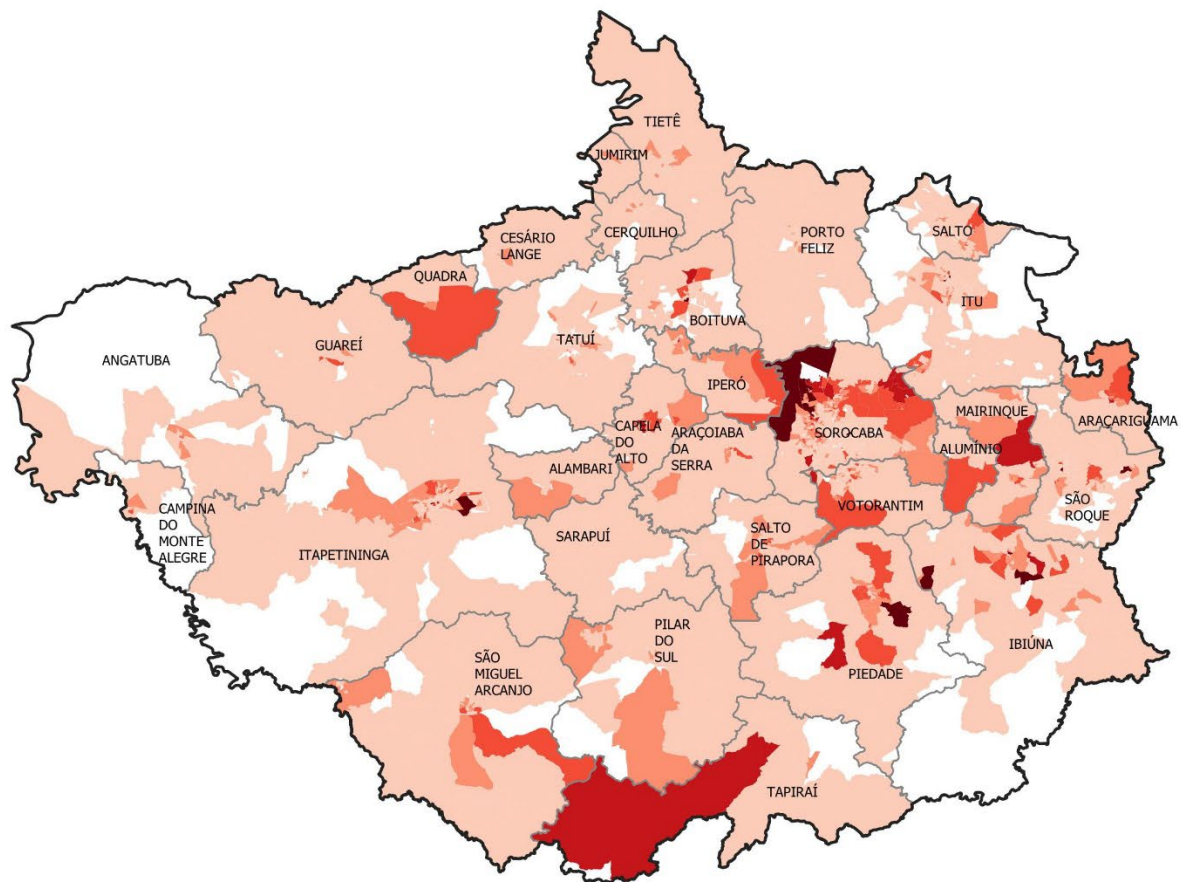 TIETÊ
JUMIRIM
CESÁRIO
LANGE
CERQUILHO
PORTO
FELIZ
SALTO
QUADRA
ITU
ANGATUBA
GUAREÍ
TATUÍ
BOITUVA
IPERÓ
MAIRINQUE
ARAÇARIGUAMA
CAPELA
DO
ALTO
ARAÇOIABA
DA
SERRA
SOROCABA
ALUMÍNIO
ALAMBARI
CAMPINA
DO
MONTE
ALEGRE
VOTORANTIM
SÃO
ROQUE
ITAPETININGA
SARAPUÍ
SALTO
DE
PIRAPORA
PILAR
DO
SUL
SÃO
MIGUEL
ARCANJO
PIEDADE
IBIÚNA
TAPIRAÍ